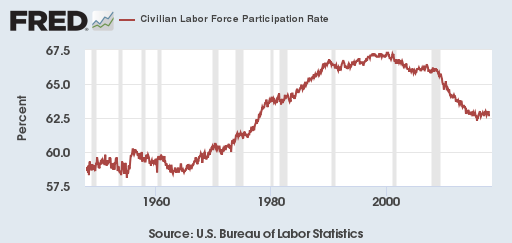 FRED® — Civilian Labor Force Participation Rate
67.5
65.0
62.5
60.0
57.5
Percent
1960 1980 2000
Source: U.S. Bureau of Labor Statistics